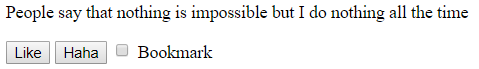 People say that nothing is impossible but I do nothing all the time
Like Haha Bookmark